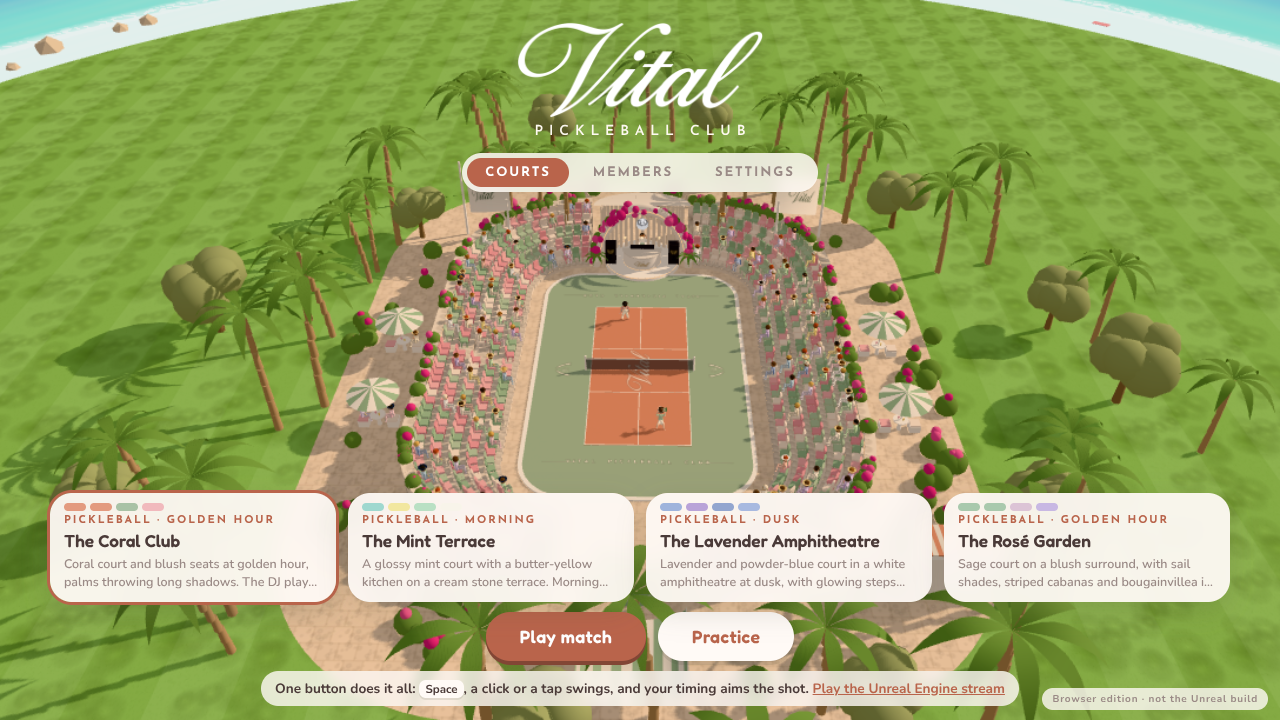 Vital
PICKLEBALL CLUB
COURTS
MEMBERS
SETTINGS
Vital
Vital
Vital
PICKLEBALL · GOLDEN HOUR
The Coral Club
Coral court and blush seats at golden hour,
palms throwing long shadows. The DJ play...
PICKLEBALL · MORNING
The Mint Terrace
A glossy mint court with a butter-yellow
kitchen on a cream stone terrace. Morning...
PICKLEBALL · DUSK
The Lavender Amphitheatre
Lavender and powder-blue court in a white
amphitheatre at dusk, with glowing steps...
PICKLEBALL · GOLDEN HOUR
The Rosé Garden
Sage court on a blush surround, with sail
shades, striped cabanas and bougainvillea i...
Play match
Practice
One button does it all: Space, a click or a tap swings, and your timing aims the shot. Play the Unreal Engine stream
Browser edition · not the Unreal build